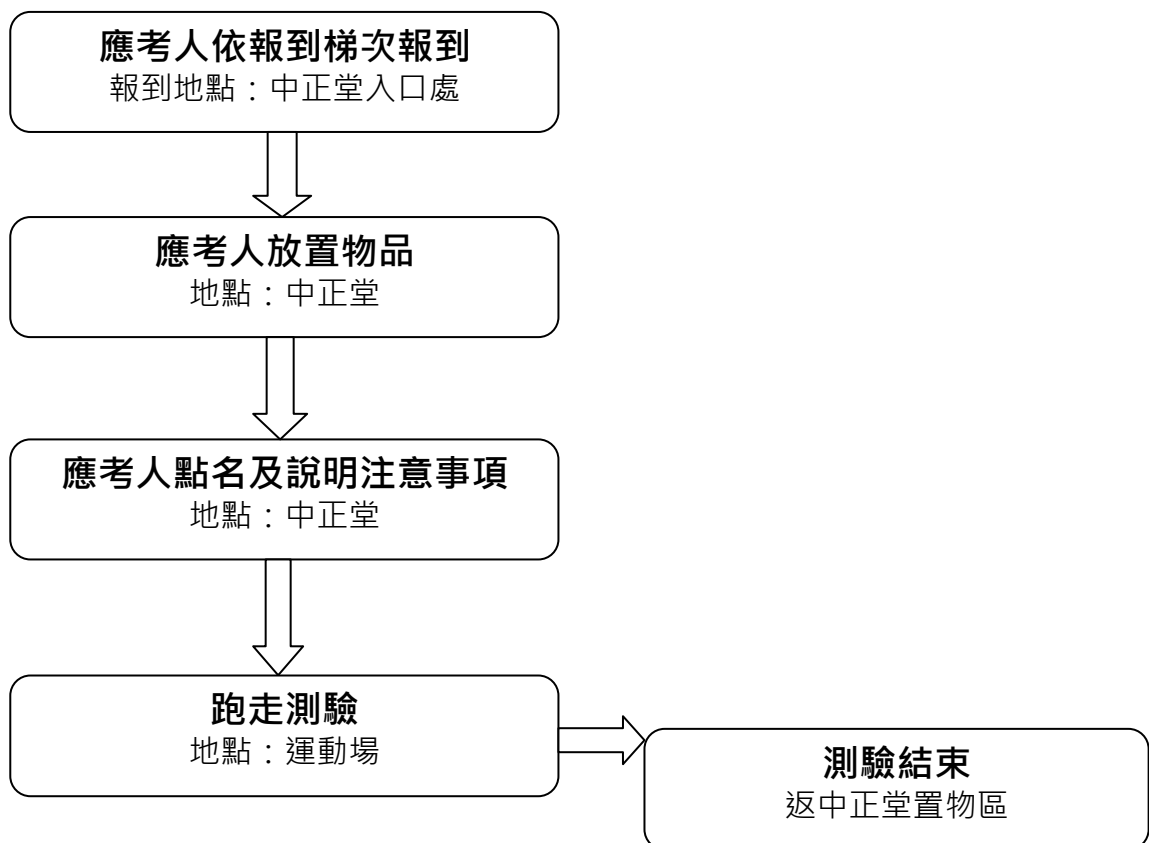 應考人依報到梯次報到
報到地點：中正堂入口處
應考人放置物品
地點：中正堂
應考人點名及說明注意事項
地點：中正堂
跑走測驗
地點：運動場
測驗結束
返中正堂置物區